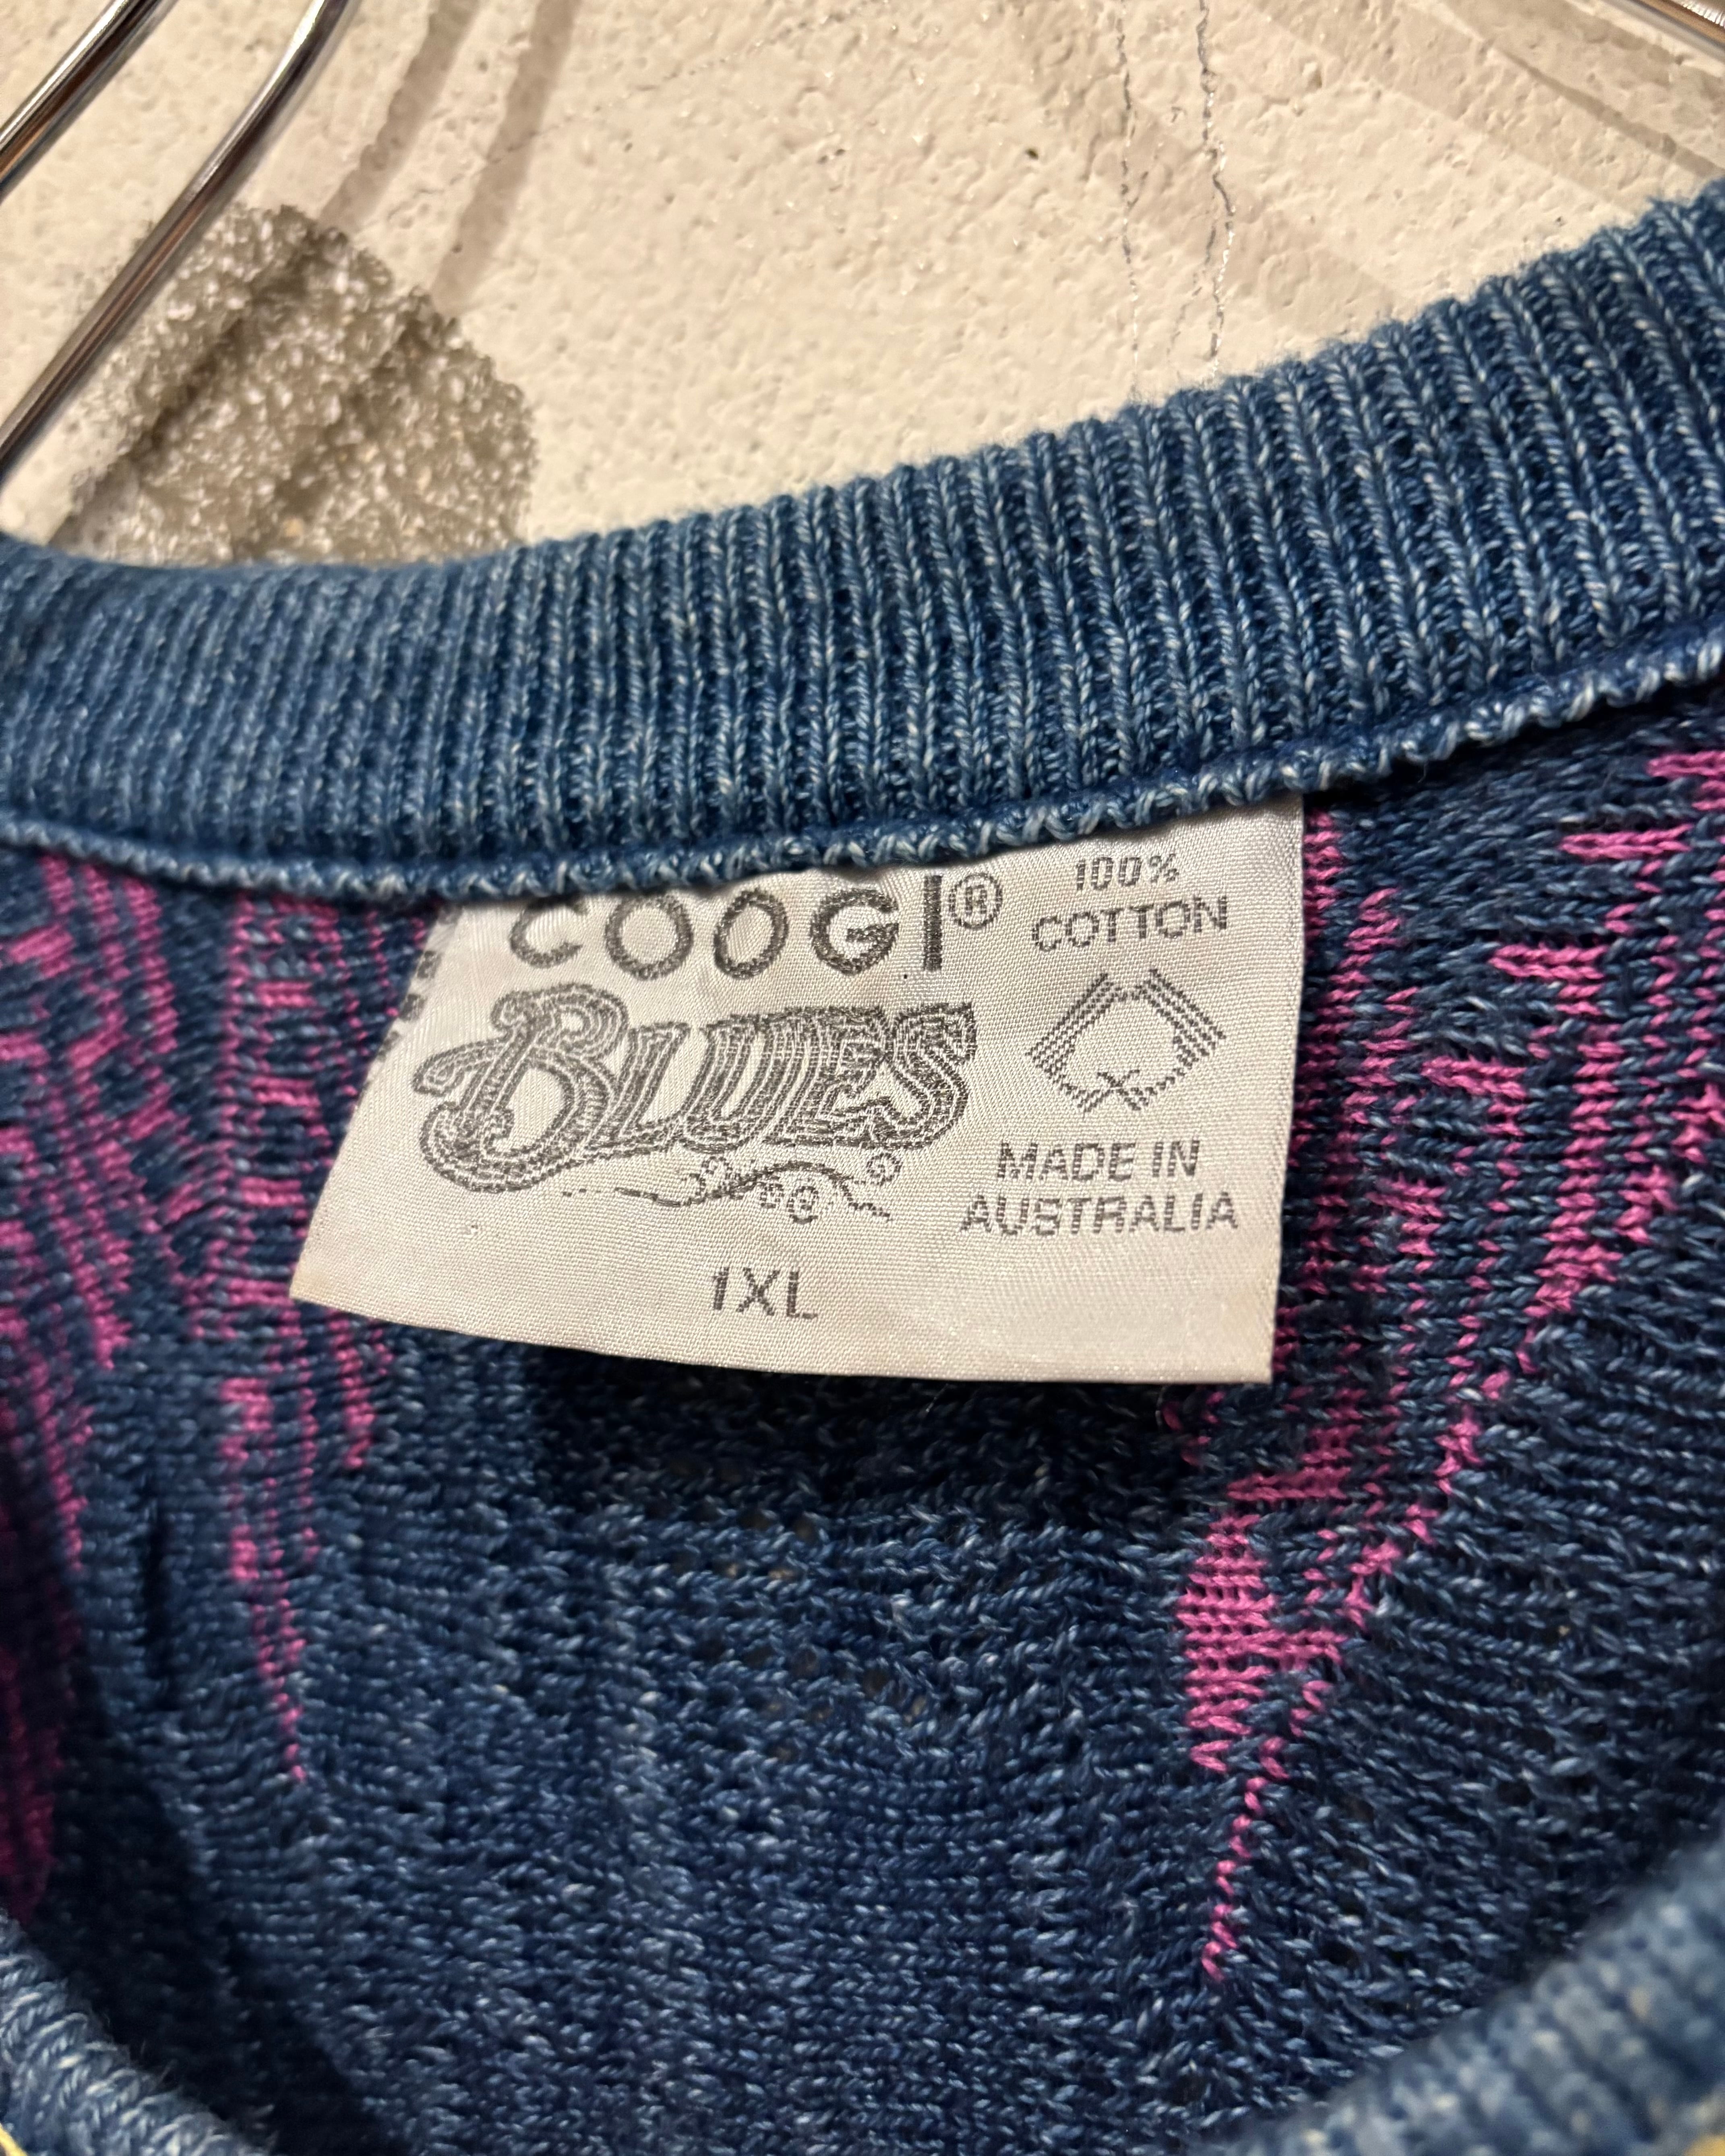 COOGI®
BLUES
100%
COTTON
MADE IN
AUSTRALIA
1XL